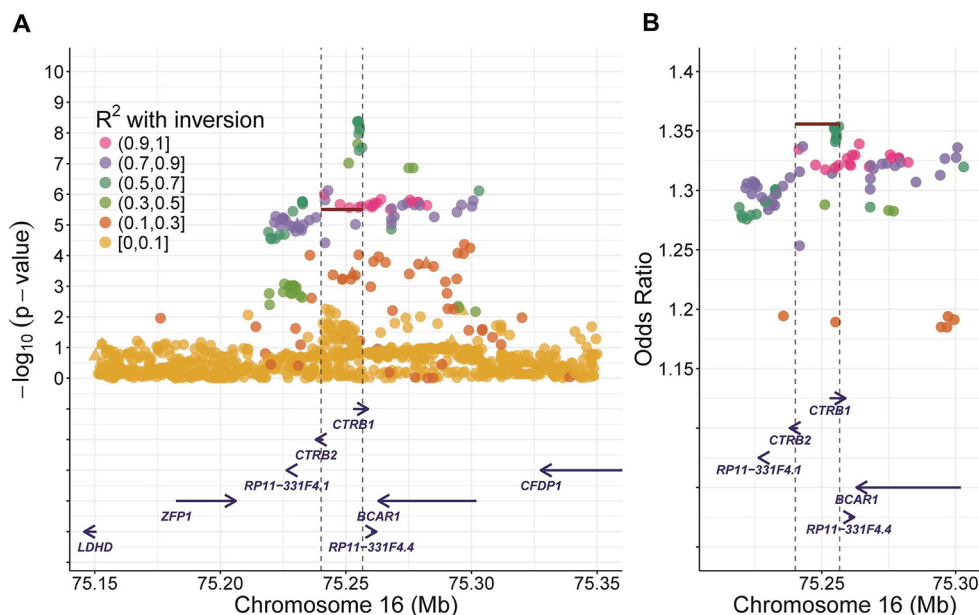 A
10
9
8
7
6
5
4
3
2
1
0
−log10 (p−value)
R2 with inversion
(0.9,1]
(0.7,0.9]
(0.5,0.7]
(0.3,0.5]
(0.1,0.3]
[0,0.1]
CTRB1
CTRB2
RP11−331F4.1
CFDP1
ZFP1
BCAR1
LDHD
RP11−331F4.4
75.15
75.20
75.25
75.30
75.35
Chromosome 16 (Mb)
B
1.4
1.35
1.3
1.25
1.2
1.15
Odds Ratio
CTRB1
CTRB2
RP11−331F4.1
BCAR1
RP11−331F4.4
75.25
75.30
Chromosome 16 (Mb)